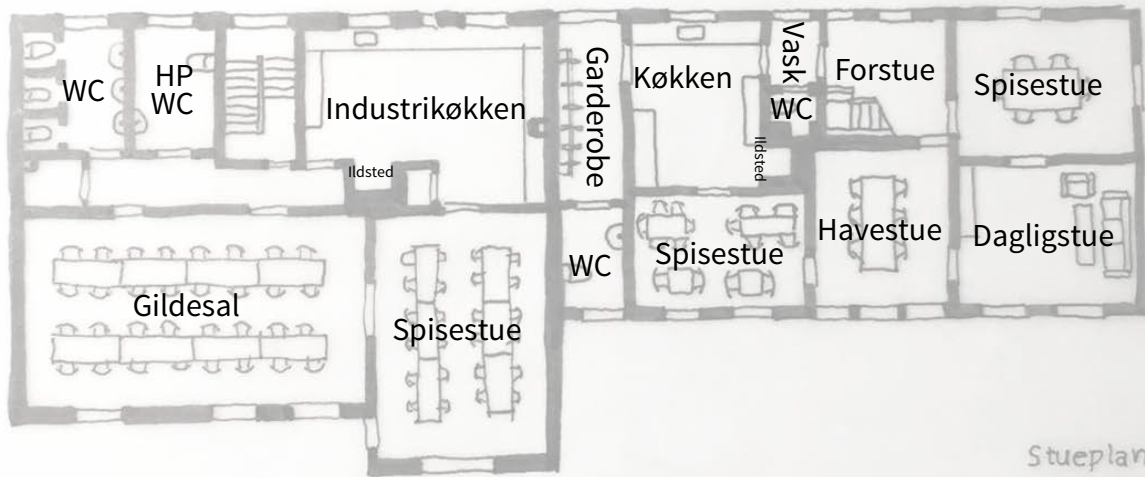 WC
HP
WC
Industrikøkken
Ildsted
Garderobe
Køkken
Vask
WC
Ildsted
Forstue
Spisestue
Gildesal
Spisestue
WC
Spisestue
Havestue
Dagligstue
Stueplan